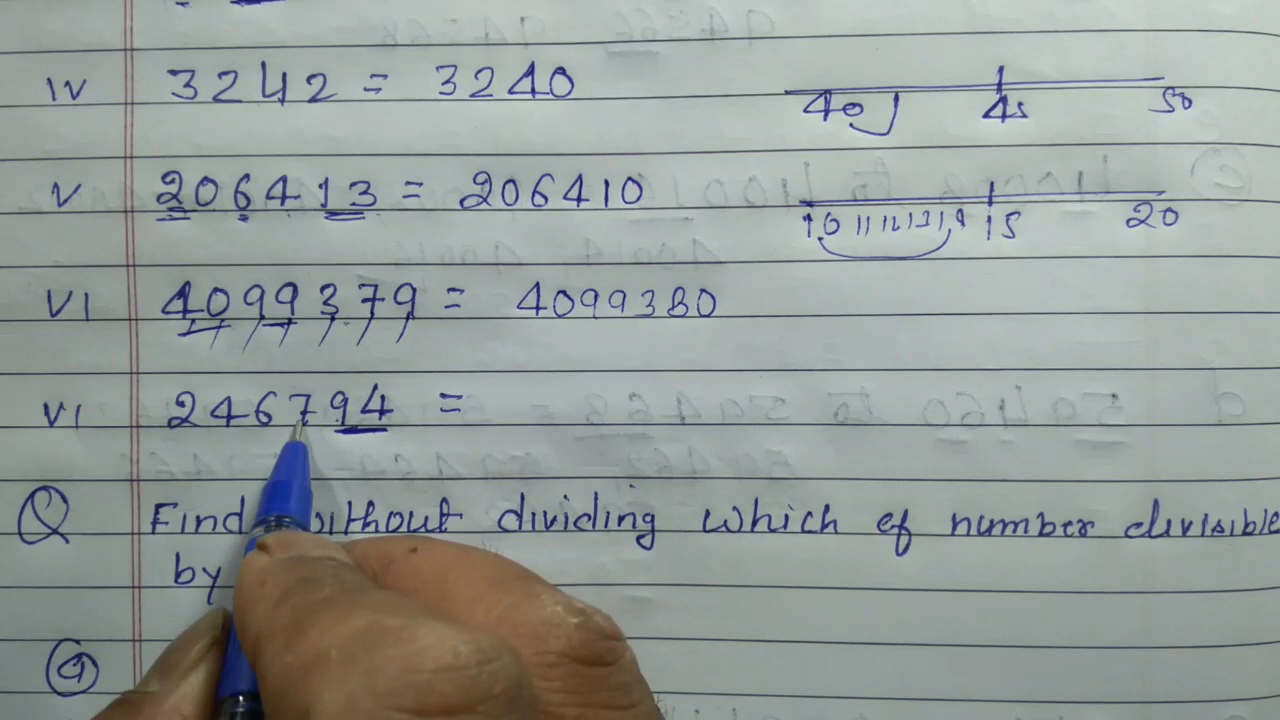 IV 3242 = 3240
40 45 50
V 206413 = 206410
10 11 12 13 14 15 20
VI 4099379 = 4099380
VI 246794 =
Q Find without dividing which of number divisible
by
a